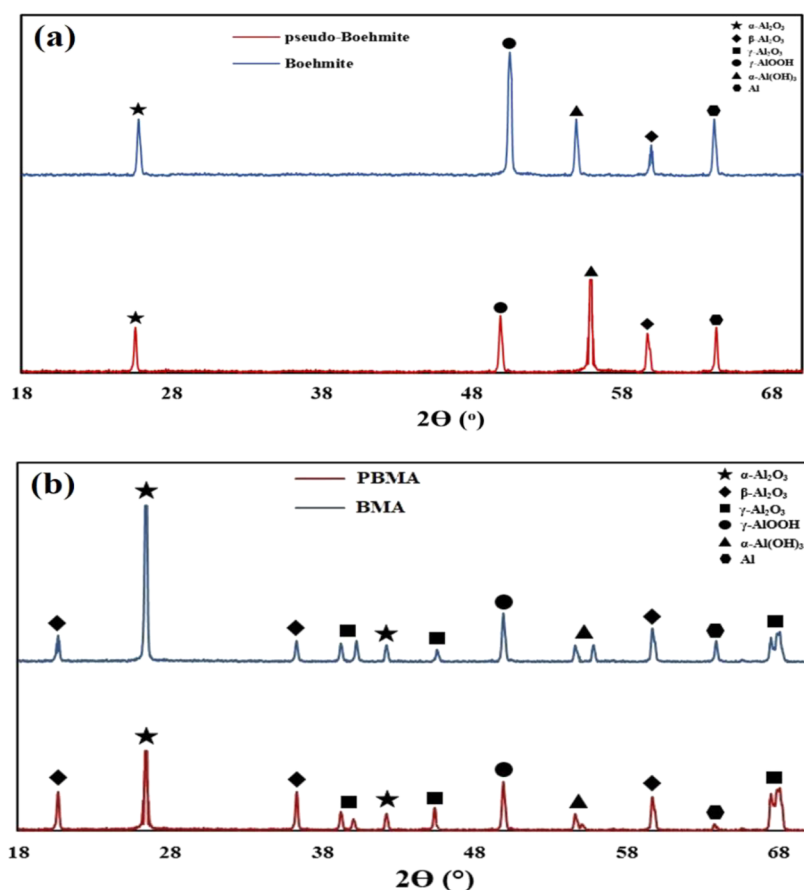 (a)
pseudo-Boehmite
Boehmite
α-Al₂O₃
β-Al₂O₃
γ-Al₂O₃
γ-AlOOH
α-Al(OH)₃
Al
18 28 38 48 58 68
2Θ (°)
(b)
PBMA
BMA
α-Al₂O₃
β-Al₂O₃
γ-Al₂O₃
γ-AlOOH
α-Al(OH)₃
Al
18 28 38 48 58 68
2Θ (°)